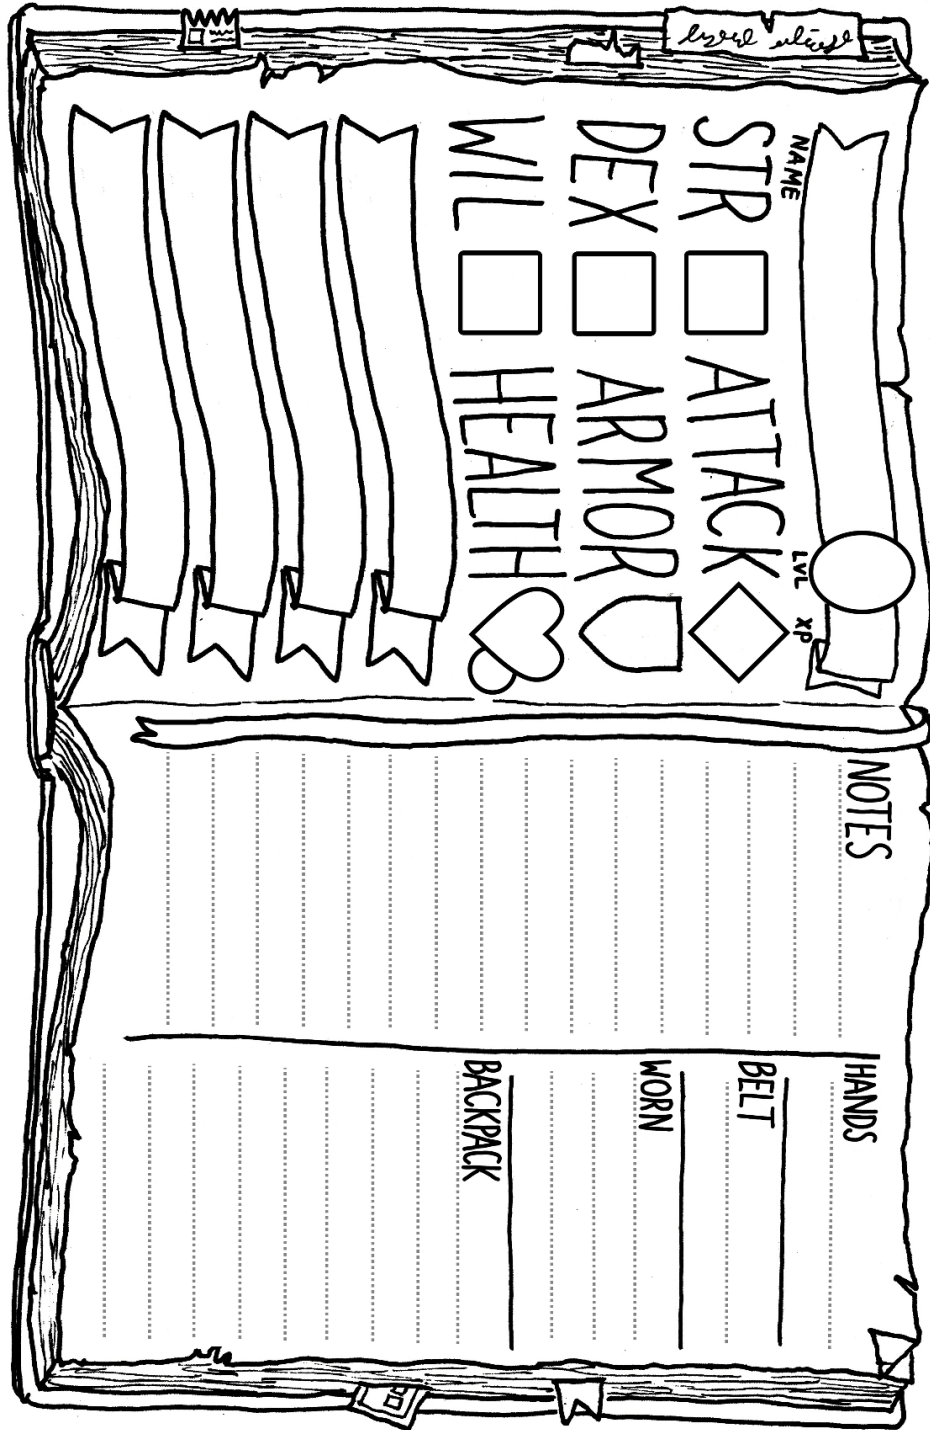 NAME
LVL
XP
STR
ATTACK
DEX
ARMOR
WIL
HEALTH
NOTES
HANDS
BELT
WORN
BACKPACK